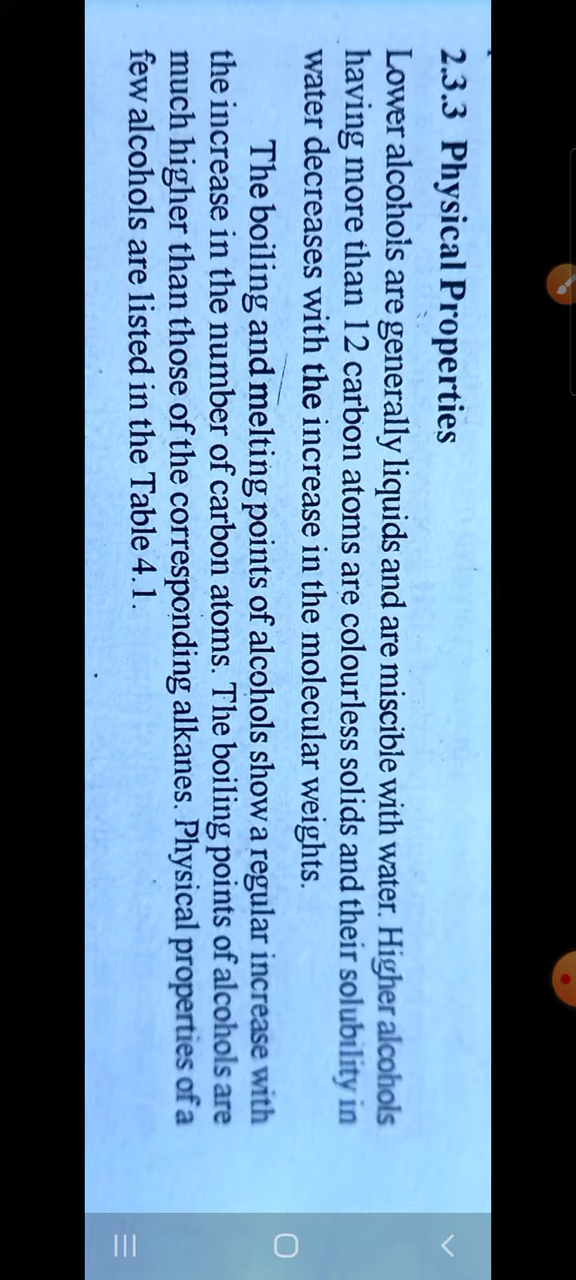 2.3.3 Physical Properties
Lower alcohols are generally liquids and are miscible with water. Higher alcohols
having more than 12 carbon atoms are colourless solids and their solubility in
water decreases with the increase in the molecular weights.
The boiling and melting points of alcohols show a regular increase with
the increase in the number of carbon atoms. The boiling points of alcohols are
much higher than those of the corresponding alkanes. Physical properties of a
few alcohols are listed in the Table 4.1.